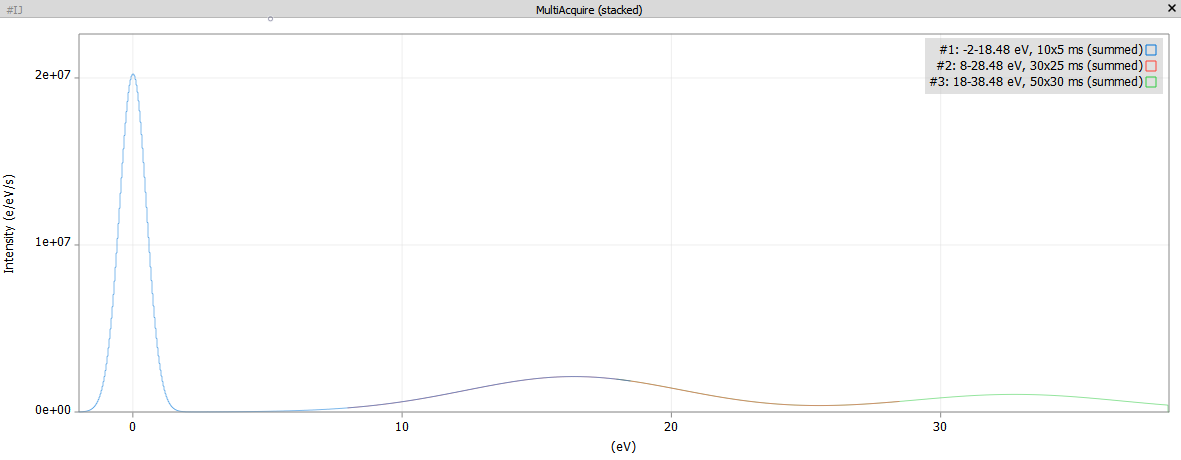 #IJ
MultiAcquire (stacked)
#1: -2-18.48 eV, 10x5 ms (summed)
#2: 8-28.48 eV, 30x25 ms (summed)
#3: 18-38.48 eV, 50x30 ms (summed)
Intensity (e/eV/s)
2e+07
1e+07
0e+00
0
10
20
30
(eV)